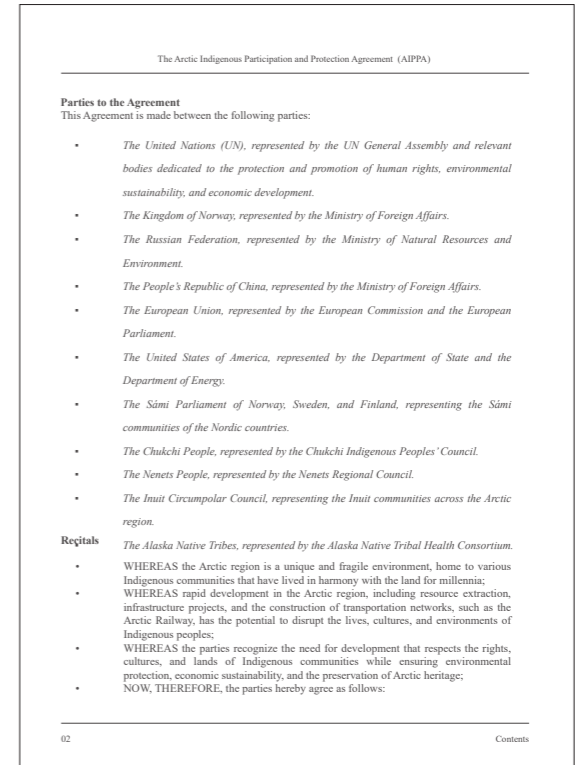 The Arctic Indigenous Participation and Protection Agreement (AIPPA)
Parties to the Agreement
This Agreement is made between the following parties:
▪ The United Nations (UN), represented by the UN General Assembly and relevant
bodies dedicated to the protection and promotion of human rights, environmental
sustainability, and economic development.
▪ The Kingdom of Norway, represented by the Ministry of Foreign Affairs.
▪ The Russian Federation, represented by the Ministry of Natural Resources and
Environment.
▪ The People's Republic of China, represented by the Ministry of Foreign Affairs.
▪ The European Union, represented by the European Commission and the European
Parliament.
▪ The United States of America, represented by the Department of State and the
Department of Energy.
▪ The Sámi Parliament of Norway, Sweden, and Finland, representing the Sámi
communities of the Nordic countries.
▪ The Chukchi People, represented by the Chukchi Indigenous Peoples' Council.
▪ The Nenets People, represented by the Nenets Regional Council.
▪ The Inuit Circumpolar Council, representing the Inuit communities across the Arctic
region.
Recitals
▪ The Alaska Native Tribes, represented by the Alaska Native Tribal Health Consortium.
• WHEREAS the Arctic region is a unique and fragile environment, home to various
Indigenous communities that have lived in harmony with the land for millennia;
• WHEREAS rapid development in the Arctic region, including resource extraction,
infrastructure projects, and the construction of transportation networks, such as the
Arctic Railway, has the potential to disrupt the lives, cultures, and environments of
Indigenous peoples;
• WHEREAS the parties recognize the need for development that respects the rights,
cultures, and lands of Indigenous communities while ensuring environmental
protection, economic sustainability, and the preservation of Arctic heritage;
• NOW, THEREFORE, the parties hereby agree as follows:
02 Contents